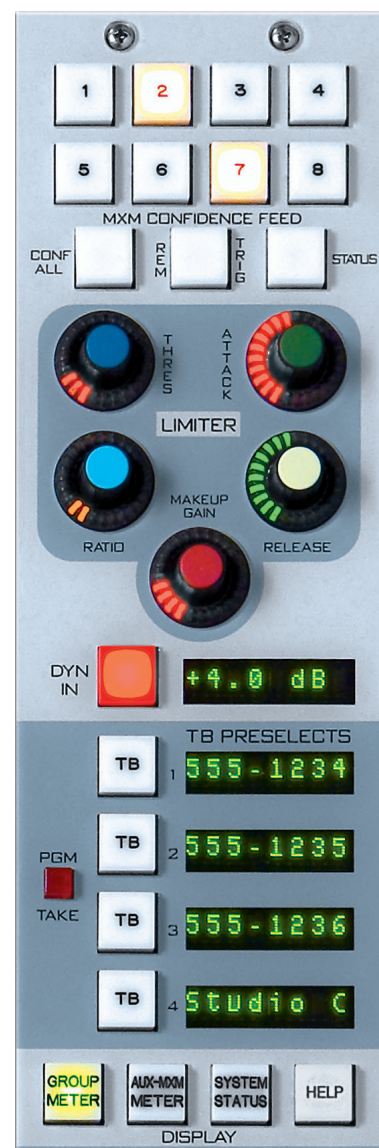 1 2 3 4
5 6 7 8
MXM CONFIDENCE FEED
CONF ALL
REM
TRIG
STATUS
THRES
ATTACK
LIMITER
MAKEUP GAIN
RATIO
RELEASE
DYN IN
+4.0 dB
TB PRESELECTS
TB 1 555-1234
TB 2 555-1235
PGM
TAKE
TB 3 555-1236
TB 4 Studio C
GROUP METER
AUX-MXM METER
SYSTEM STATUS
HELP
DISPLAY